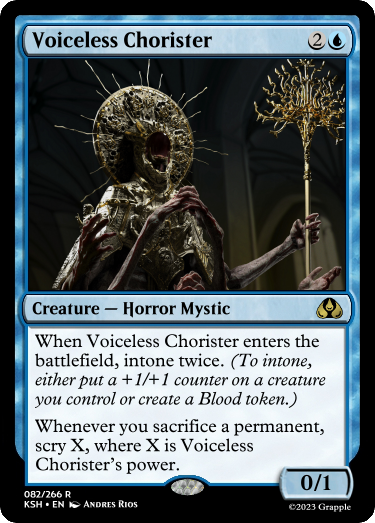 Voiceless Chorister 2
Creature — Horror Mystic
When Voiceless Chorister enters the
battlefield, intone twice. (To intone,
either put a +1/+1 counter on a creature
you control or create a Blood token.)
Whenever you sacrifice a permanent,
scry X, where X is Voiceless
Chorister's power.
0/1
082/266 R
KSH • EN Andres Rios
©2023 Grapple